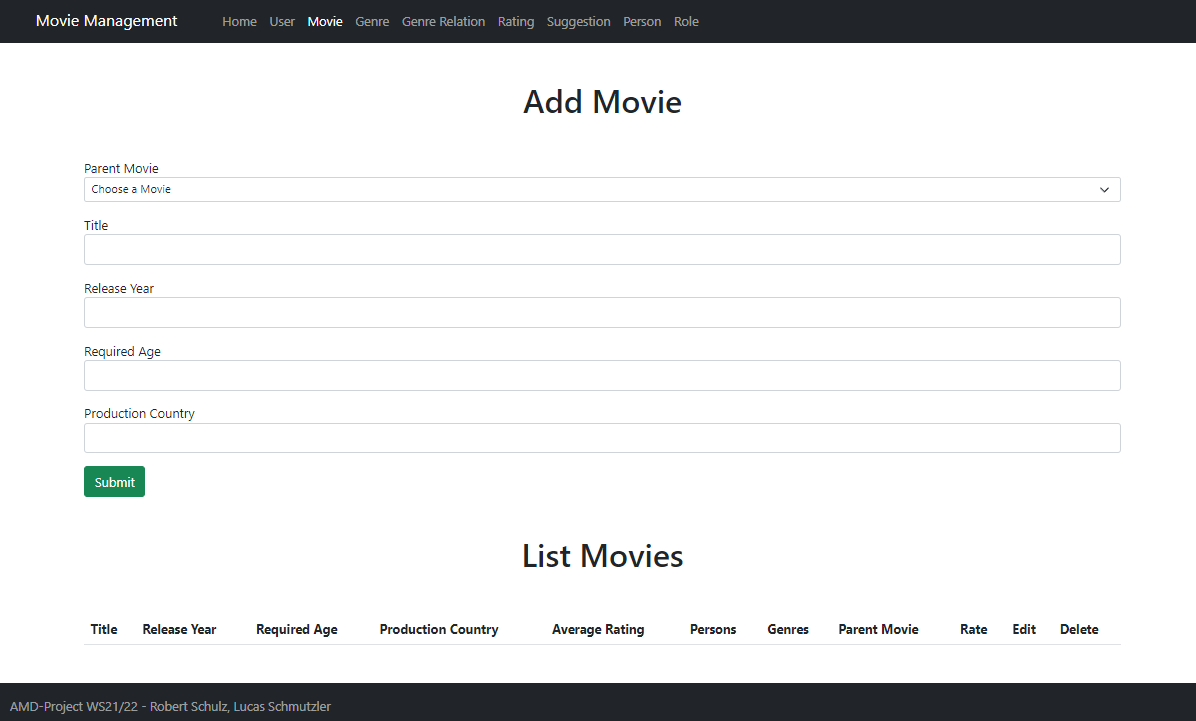 Movie Management Home User Movie Genre Genre Relation Rating Suggestion Person Role
Add Movie
Parent Movie
Choose a Movie
Title
Release Year
Required Age
Production Country
Submit
List Movies
Title Release Year Required Age Production Country Average Rating Persons Genres Parent Movie Rate Edit Delete
AMD-Project WS21/22 - Robert Schulz, Lucas Schmutzler